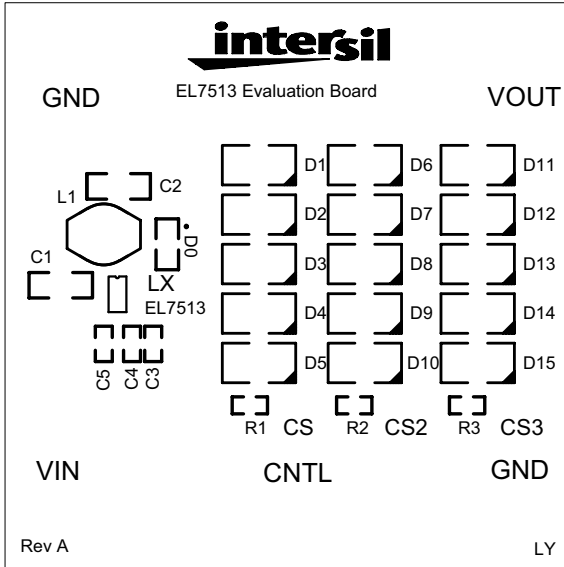 intersil
EL7513 Evaluation Board
GND
VOUT
D1
D6
D11
C2
L1
D2
D7
D12
D0
C1
D3
D8
D13
LX
EL7513
D4
D9
D14
C5
C4
C3
D5
D10
D15
R1
CS
R2
CS2
R3
CS3
VIN
CNTL
GND
Rev A
LY